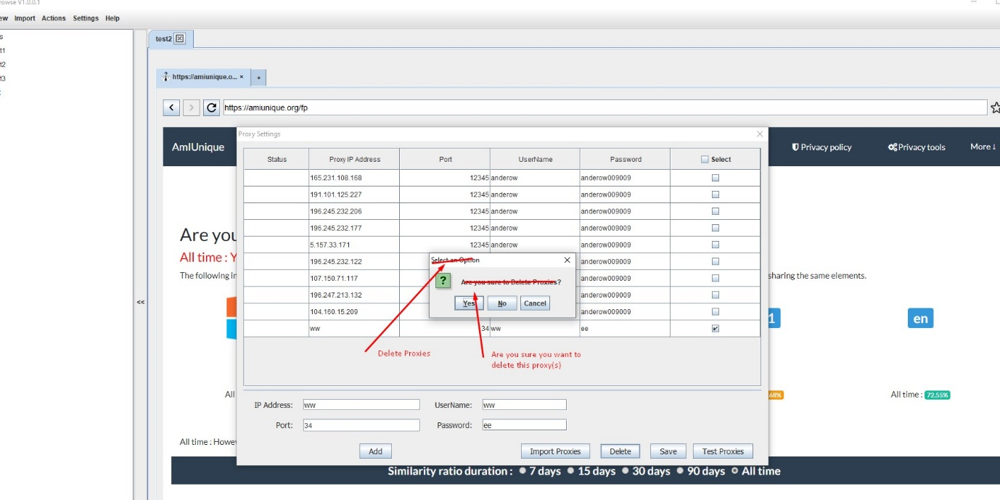 rowse V1.0.0.1
ew Import Actions Settings Help
s
t1
t2
t3
test2
https://amiunique.o... × +
https://amiunique.org/fp
AmIUnique Privacy policy Privacy tools More
Proxy Settings
Status Proxy IP Address Port UserName Password Select
165.231.108.168 12345 anderow anderow009009
191.101.125.227 12345 anderow anderow009009
196.245.232.206 12345 anderow anderow009009
196.245.232.177 12345 anderow anderow009009
5.157.33.171 12345 anderow anderow009009
196.245.232.122 anderow009009
107.150.71.117 anderow009009
196.247.213.132 anderow009009
104.160.15.209 anderow009009
ww 34 ww ee
Are you
All time : Y
The following in
sharing the same elements.
<<
Select an Option
Are you sure to Delete Proxies?
Yes No Cancel
Delete Proxies
Are you sure you want to
delete this proxy(s)
1
en
All
68%
All time : 72.55%
IP Address: ww UserName: ww
Port: 34 Password: ee
All time : Howe
Add Import Proxies Delete Save Test Proxies
Similarity ratio duration : 7 days 15 days 30 days 90 days All time